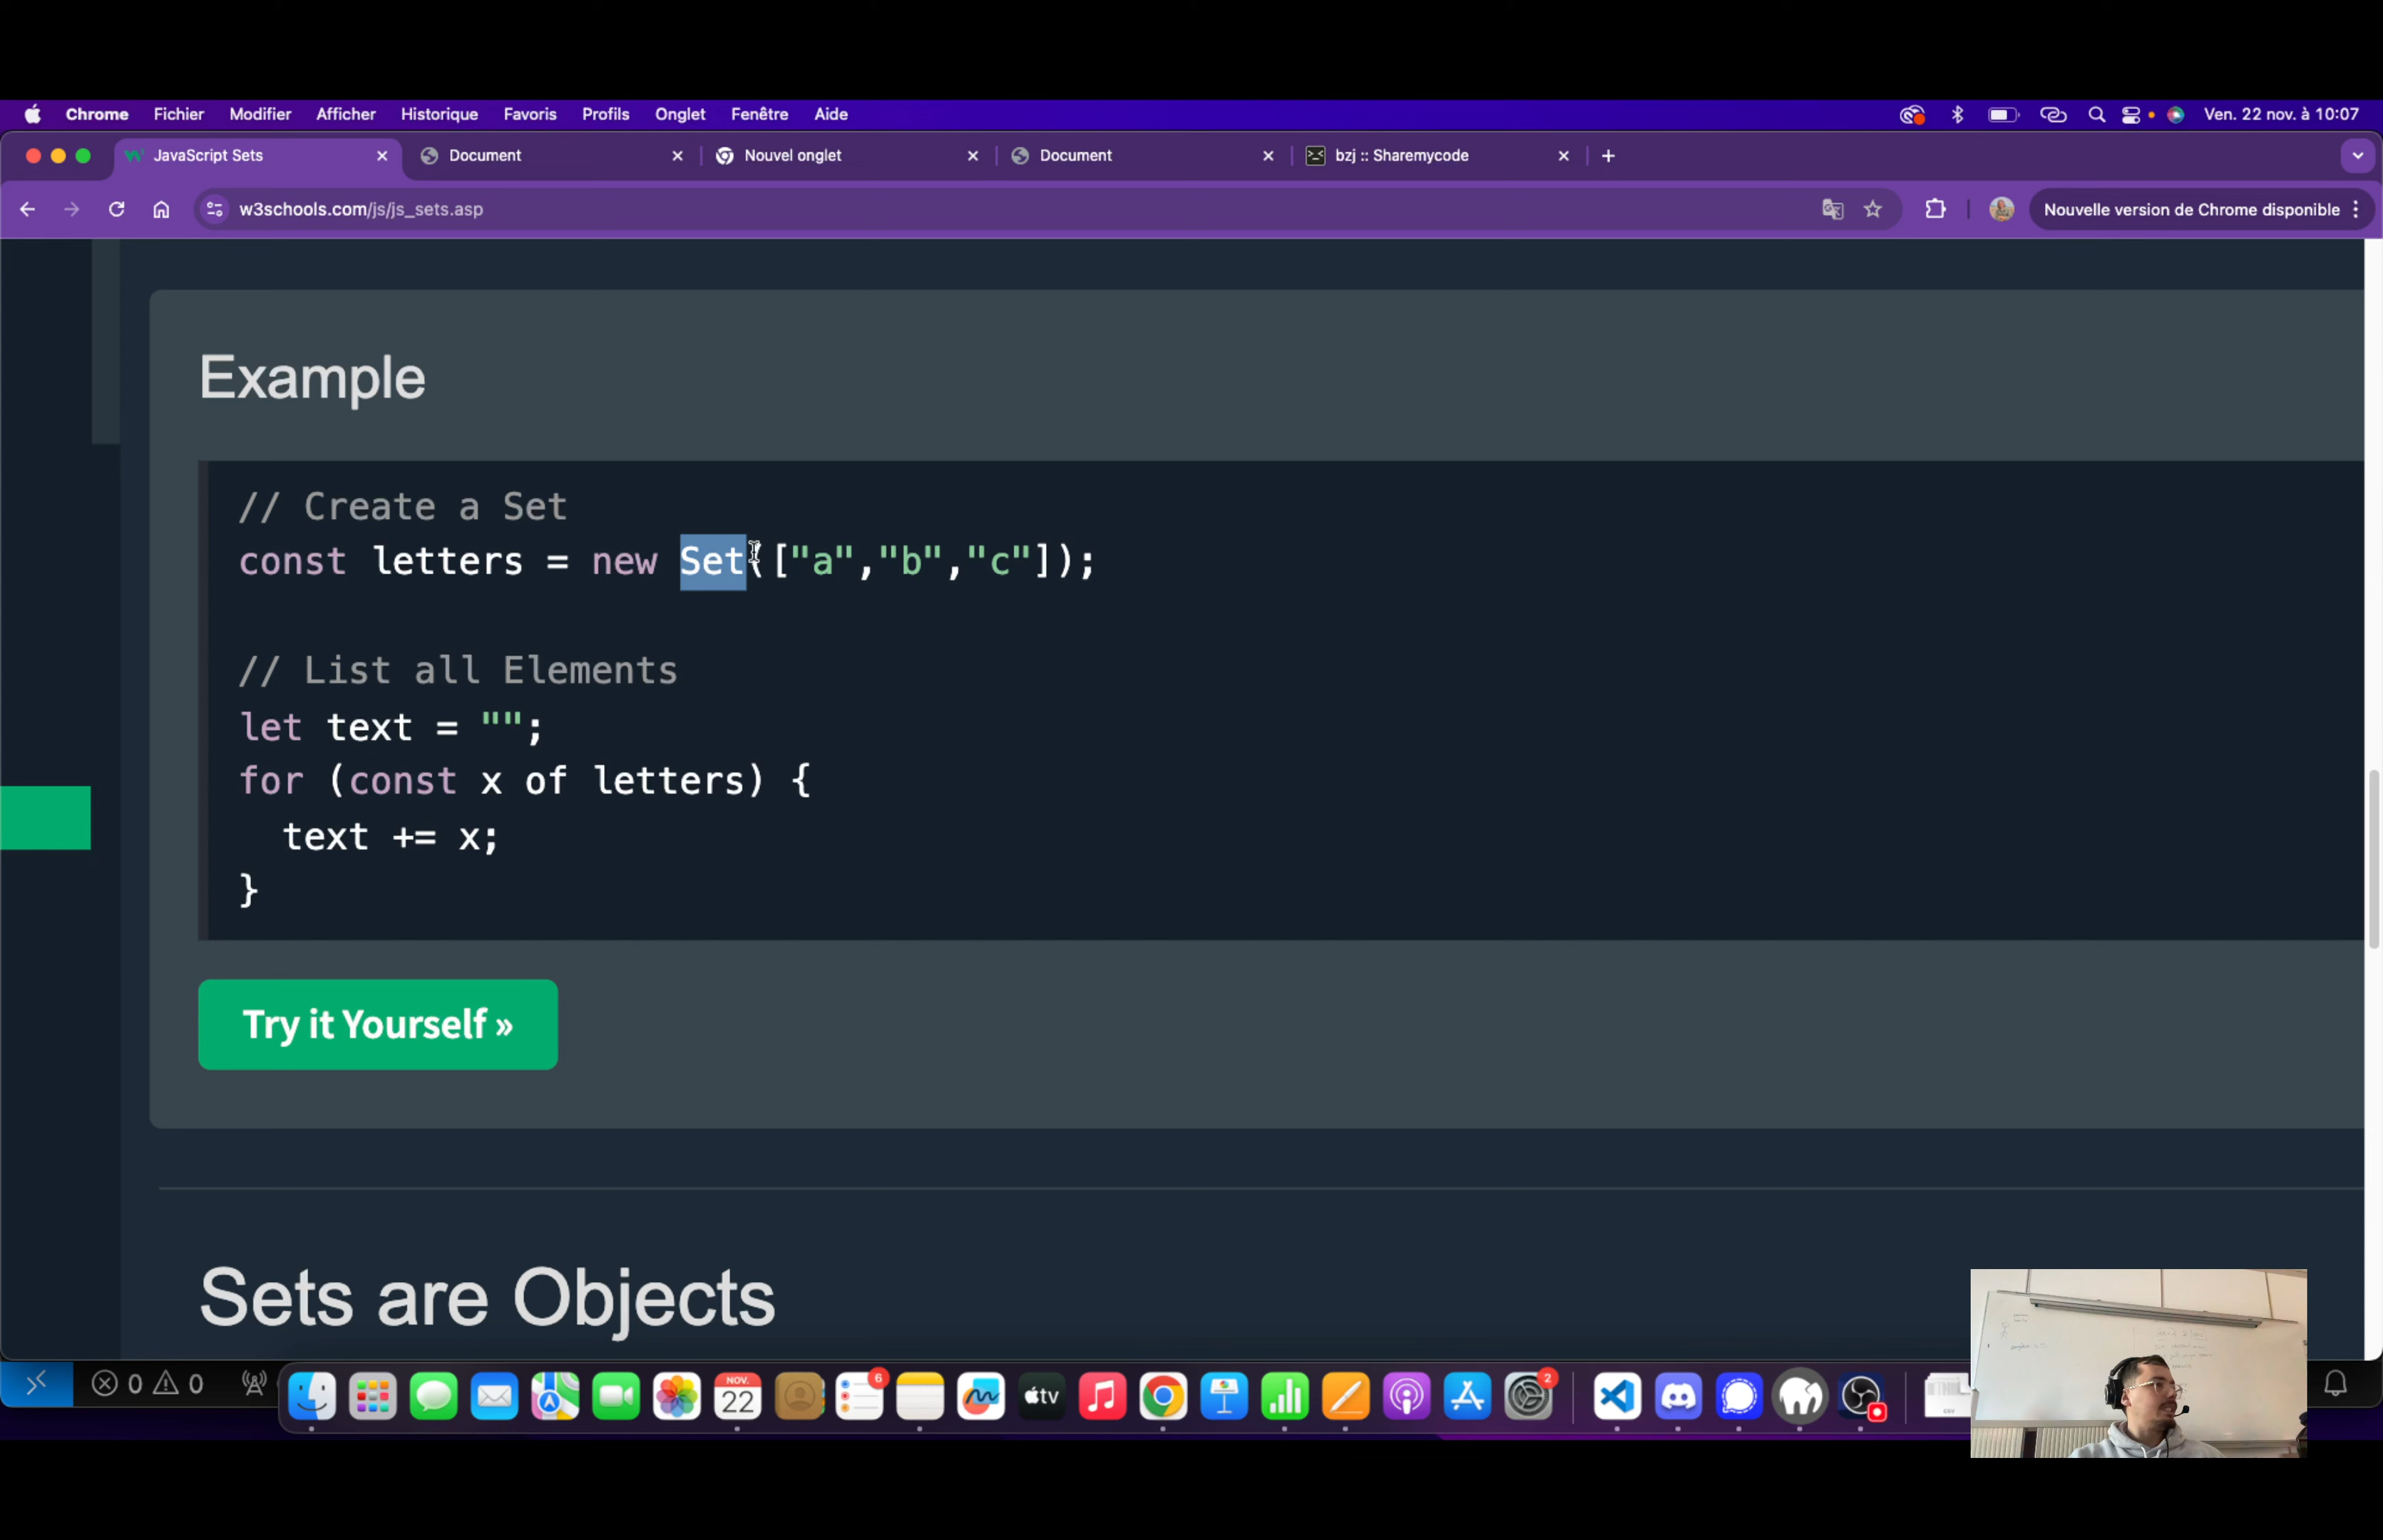 Chrome Fichier Modifier Afficher Historique Favoris Profils Onglet Fenêtre Aide Ven. 22 nov. à 10:07
JavaScript Sets Document Nouvel onglet Document bzj :: Sharemycode
w3schools.com/js/js_sets.asp Nouvelle version de Chrome disponible
Example
// Create a Set
const letters = new Set(["a","b","c"]);
// List all Elements
let text = "";
for (const x of letters) {
  text += x;
}
Try it Yourself »
Sets are Objects
0 0 NOV. 22 6 tv 2